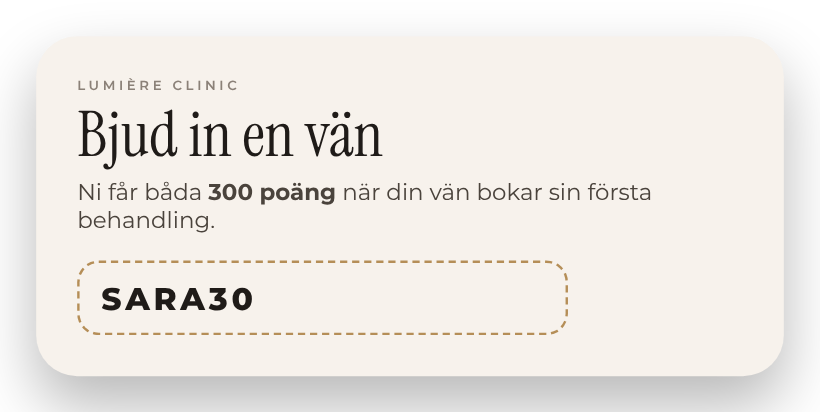 LUMIÈRE CLINIC
Bjud in en vän
Ni får båda 300 poäng när din vän bokar sin första
behandling.
SARA30